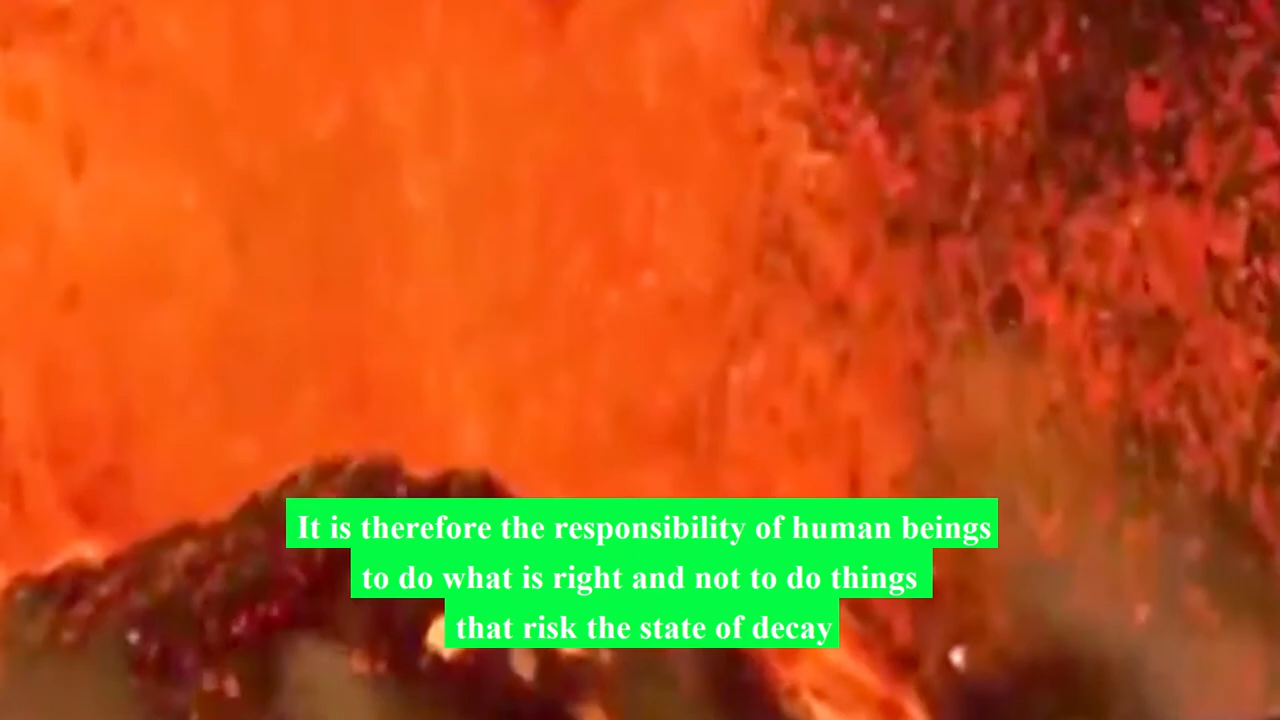 It is therefore the responsibility of human beings
to do what is right and not to do things
that risk the state of decay